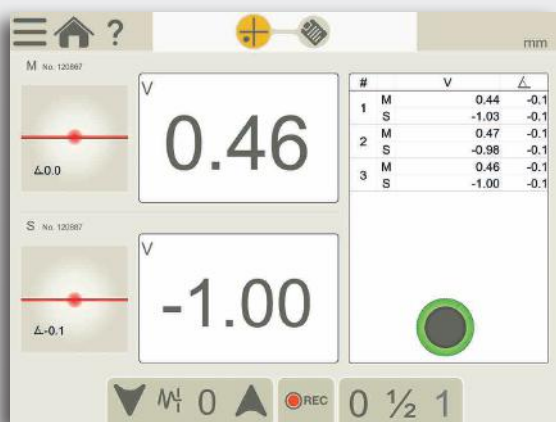 ?
mm
M No. 120867
V
0.46
∡0.0
S No. 120867
V
-1.00
∡-0.1
# V ∡
1 M 0.44 -0.1
S -1.03 -0.1
2 M 0.47 -0.1
S -0.98 -0.1
3 M 0.46 -0.1
S -1.00 -0.1
0 REC 0 ½ 1